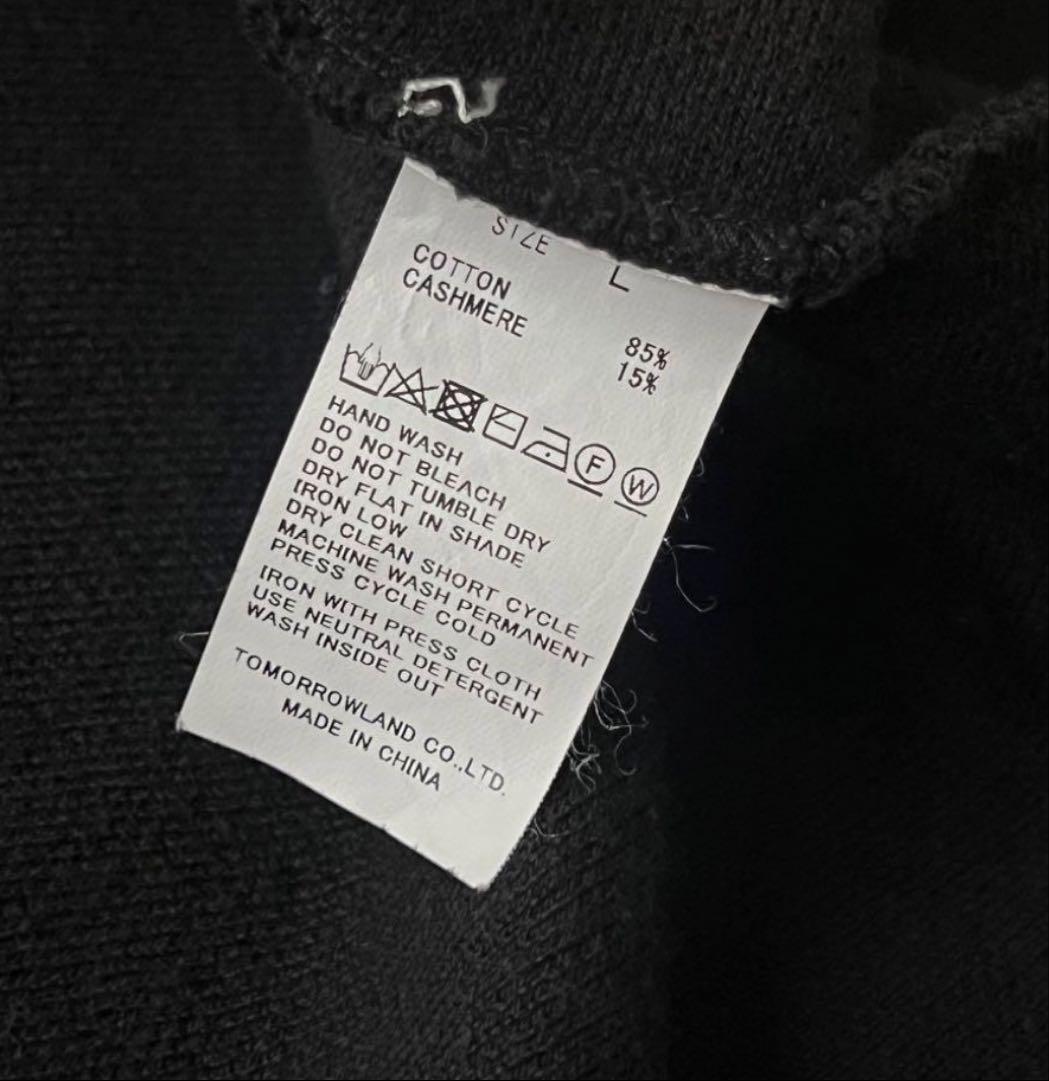 SIZE L
COTTON 85%
CASHMERE 15%
F W
HAND WASH
DO NOT BLEACH
DO NOT TUMBLE DRY
DRY FLAT IN SHADE
IRON LOW
DRY CLEAN SHORT CYCLE
MACHINE WASH PERMANENT
PRESS CYCLE COLD
IRON WITH PRESS CLOTH
USE NEUTRAL DETERGENT
WASH INSIDE OUT
TOMORROWLAND CO.,LTD.
MADE IN CHINA